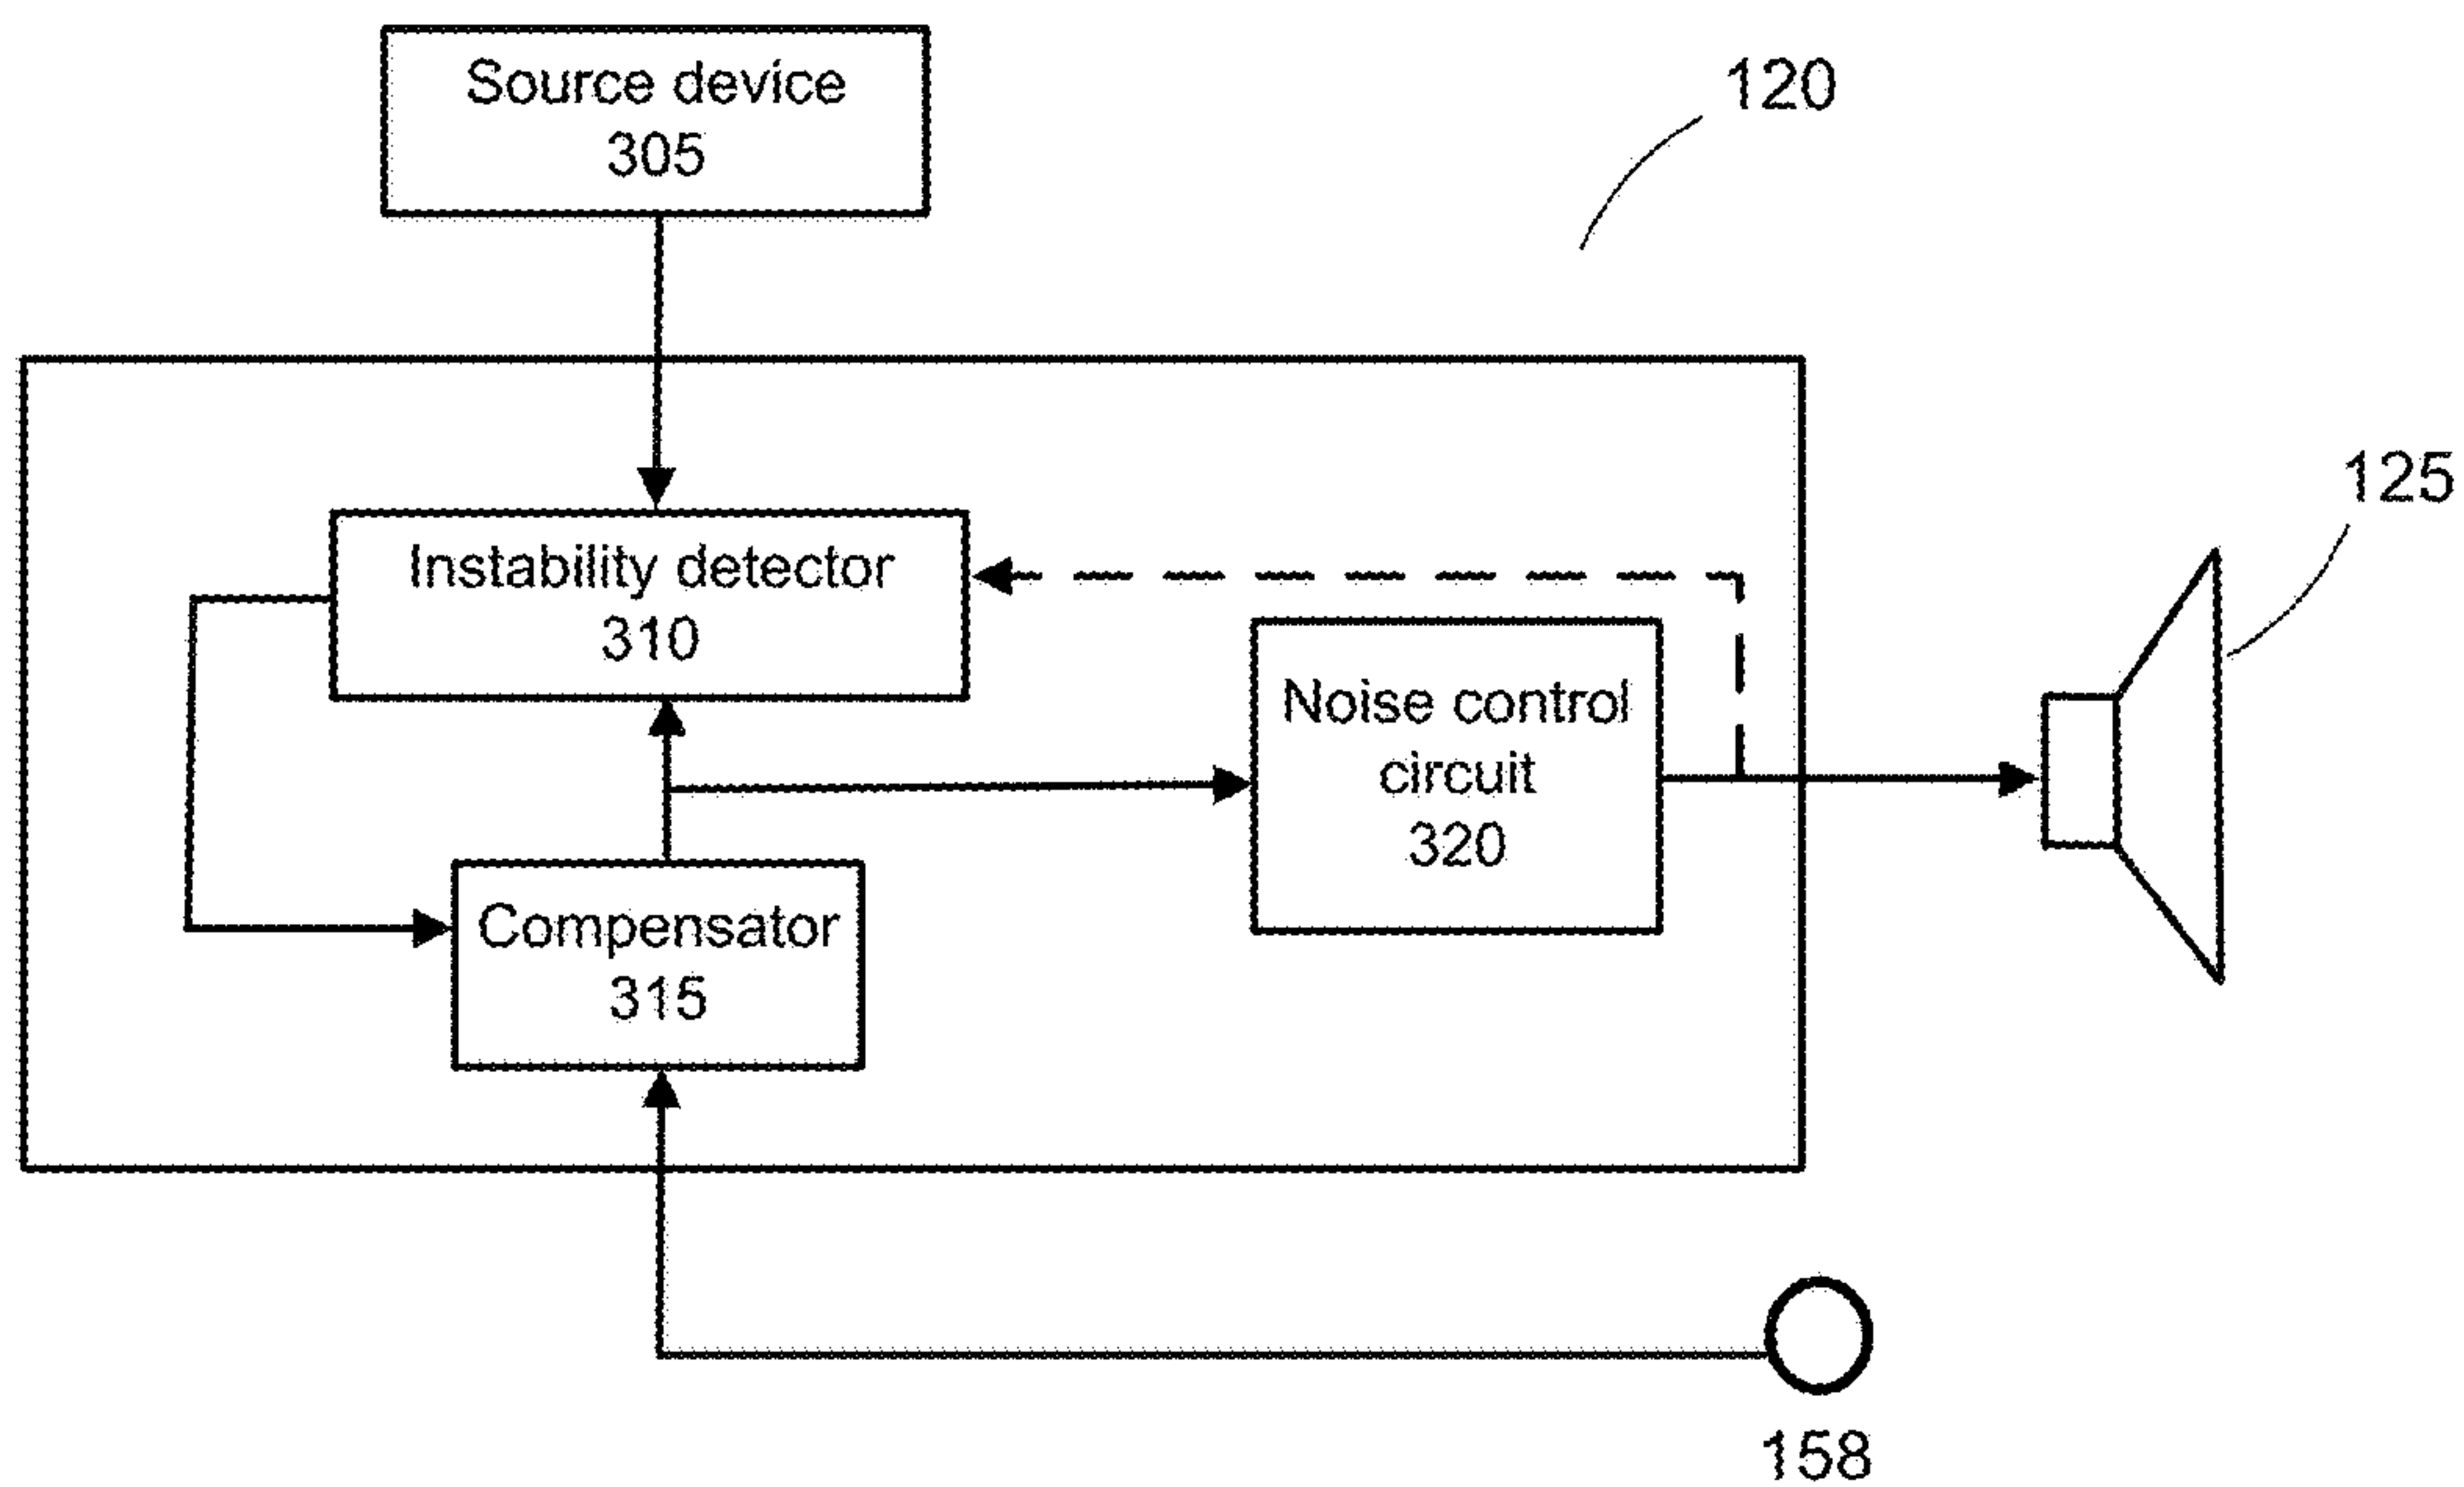 Source device
305
120
125
Instability detector
310
Noise control
circuit
320
Compensator
315
158